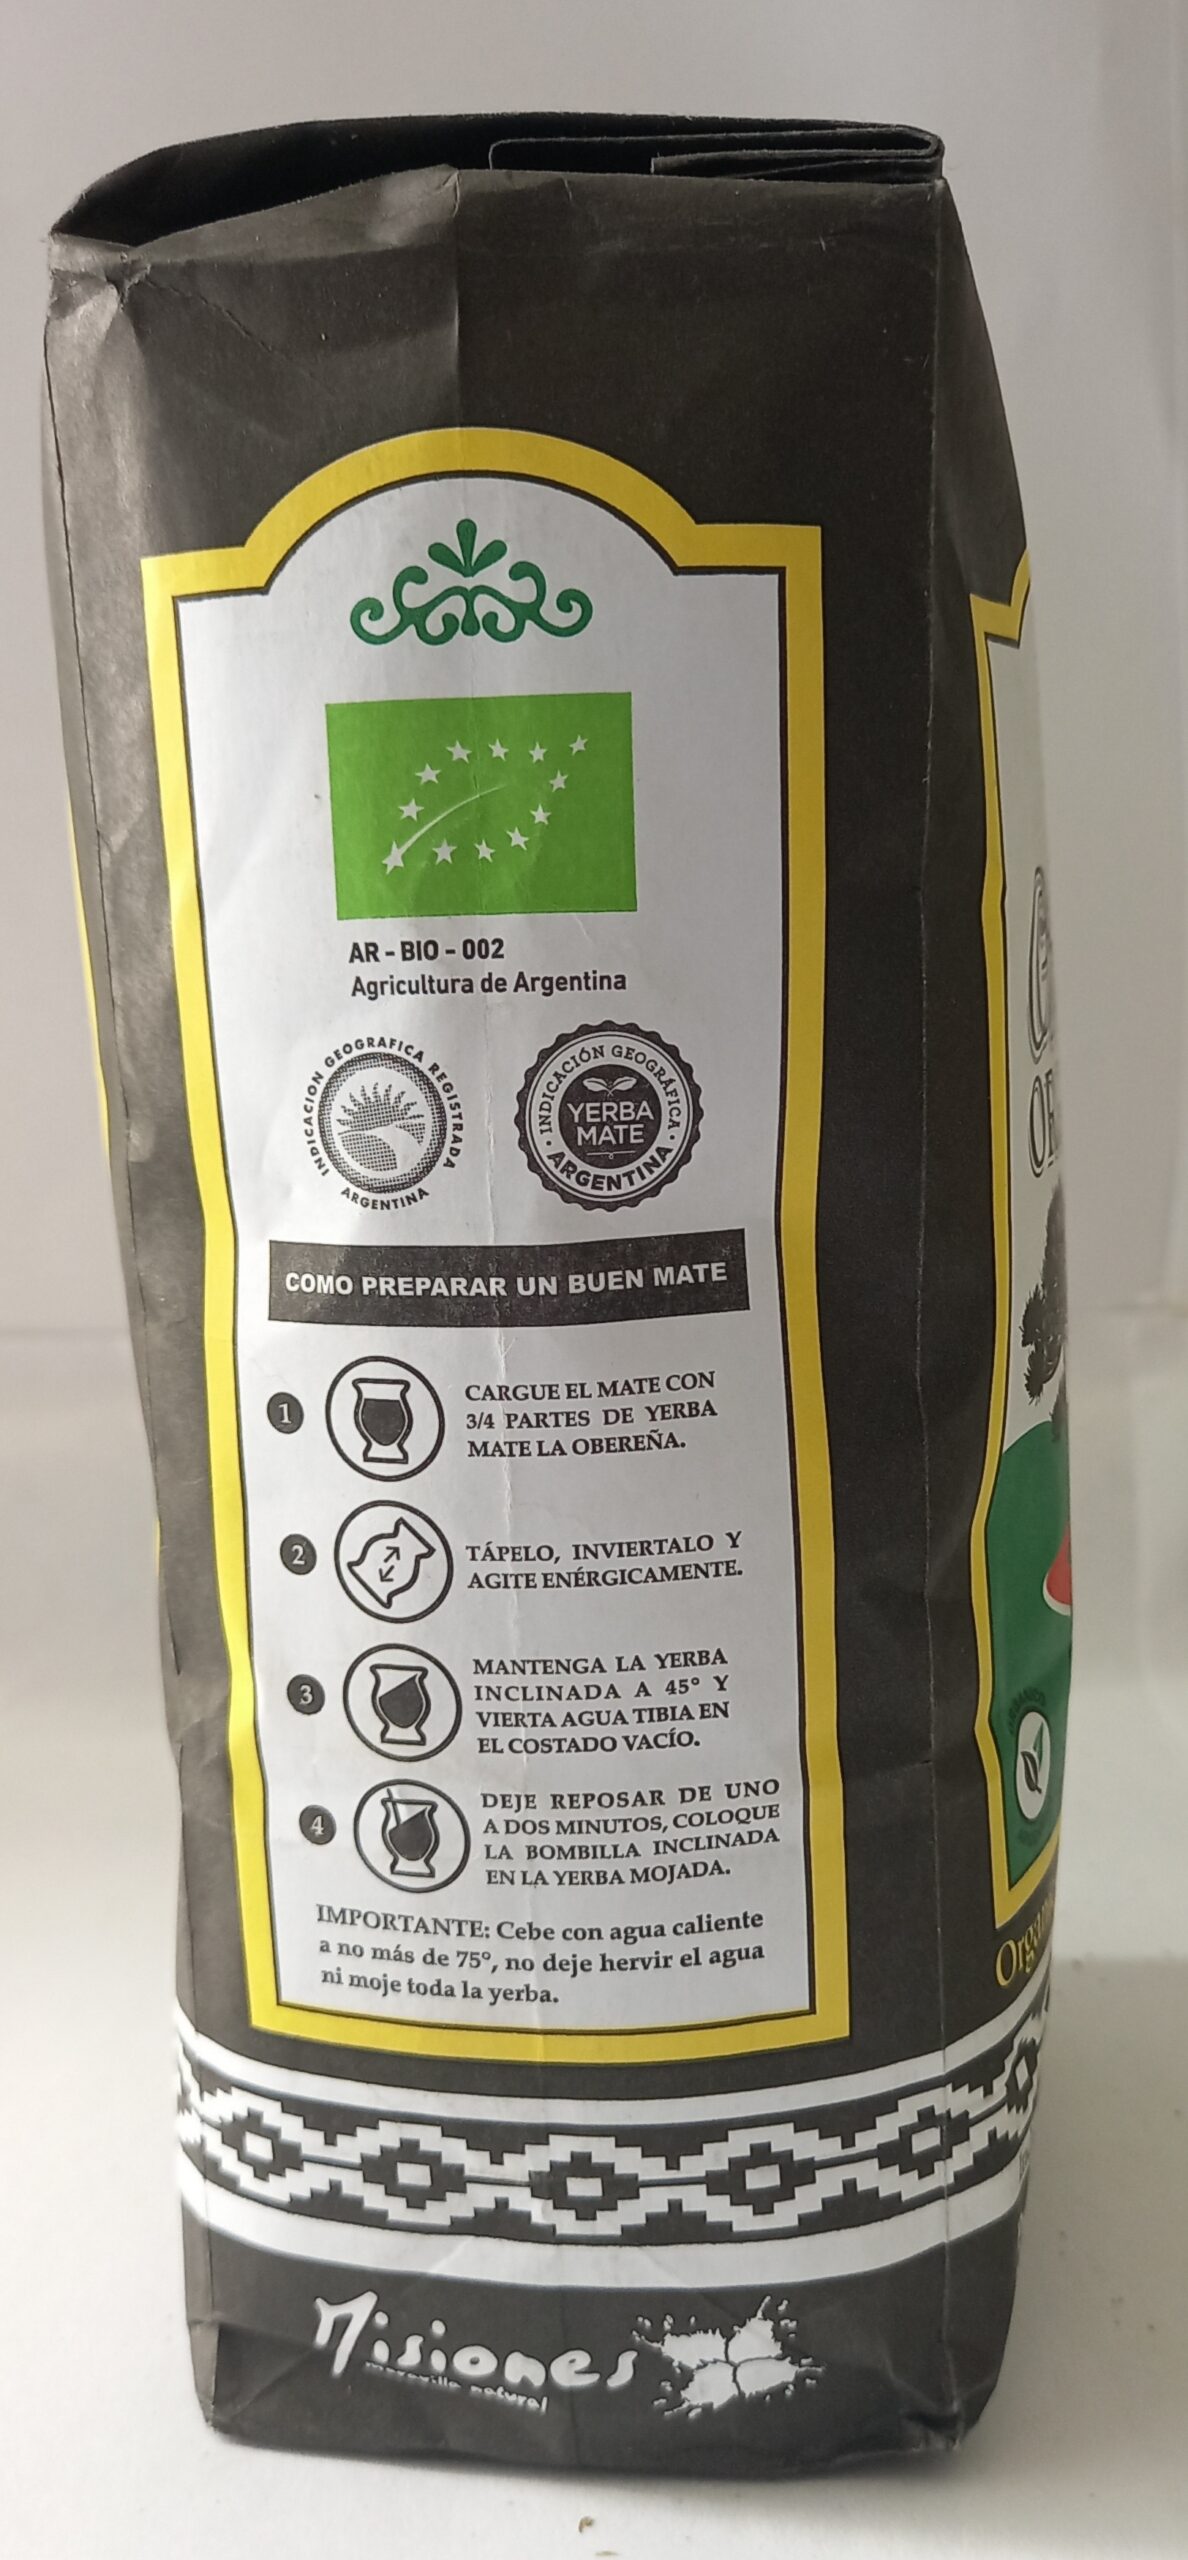 AR - BIO - 002
Agricultura de Argentina
INDICACION GEOGRAFICA REGISTRADA
ARGENTINA
INDICACIÓN GEOGRÁFICA
YERBA
MATE
ARGENTINA
COMO PREPARAR UN BUEN MATE
1
CARGUE EL MATE CON
3/4 PARTES DE YERBA
MATE LA OBEREÑA.
2
TÁPELO, INVIERTALO Y
AGITE ENÉRGICAMENTE.
3
MANTENGA LA YERBA
INCLINADA A 45° Y
VIERTA AGUA TIBIA EN
EL COSTADO VACÍO.
4
DEJE REPOSAR DE UNO
A DOS MINUTOS, COLOQUE
LA BOMBILLA INCLINADA
EN LA YERBA MOJADA.
IMPORTANTE: Cebe con agua caliente
a no más de 75°, no deje hervir el agua
ni moje toda la yerba.
Misiones
maravilla natural